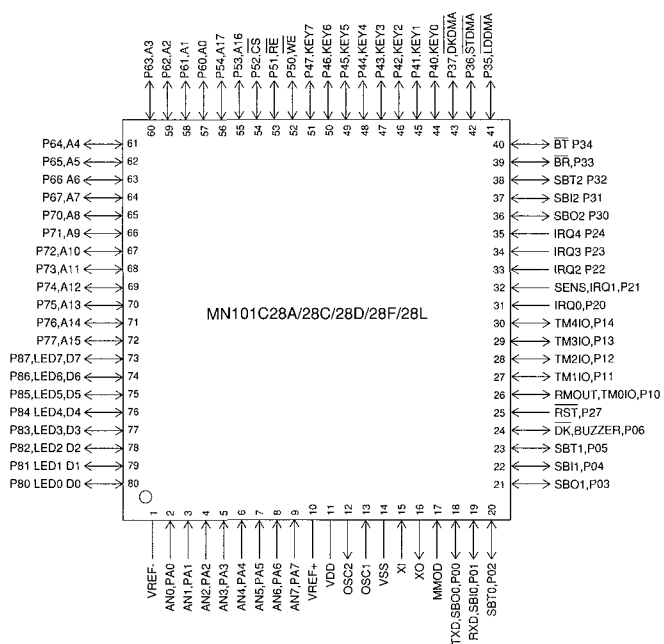 P63,A3
P62,A2
P61,A1
P60,A0
P54,A17
P53,A16
P52,CS
P51,RE
P50,WE
P47,KEY7
P46,KEY6
P45,KEY5
P44,KEY4
P43,KEY3
P42,KEY2
P41,KEY1
P40,KEY0
P37,DKDMA
P36,STDMA
P35,LDDMA
60 59 58 57 56 55 54 53 52 51 50 49 48 47 46 45 44 43 42 41
P64,A4 61
P65,A5 62
P66 A6 63
P67,A7 64
P70,A8 65
P71,A9 66
P72,A10 67
P73,A11 68
P74,A12 69
P75,A13 70
P76,A14 71
P77,A15 72
P87,LED7,D7 73
P86,LED6,D6 74
P85,LED5,D5 75
P84 LED4,D4 76
P83,LED3,D3 77
P82,LED2 D2 78
P81 LED1 D1 79
P80 LED0 D0 80
MN101C28A/28C/28D/28F/28L
40 BT P34
39 BR,P33
38 SBT2 P32
37 SBI2 P31
36 SBO2 P30
35 IRQ4 P24
34 IRQ3 P23
33 IRQ2 P22
32 SENS,IRQ1,P21
31 IRQ0,P20
30 TM4IO,P14
29 TM3IO,P13
28 TM2IO,P12
27 TM1IO,P11
26 RMOUT,TM0IO,P10
25 RST,P27
24 DK,BUZZER,P06
23 SBT1,P05
22 SBI1,P04
21 SBO1,P03
1 2 3 4 5 6 7 8 9 10 11 12 13 14 15 16 17 18 19 20
VREF-
AN0,PA0
AN1,PA1
AN2,PA2
AN3,PA3
AN4,PA4
AN5,PA5
AN6,PA6
AN7,PA7
VREF+
VDD
OSC2
OSC1
VSS
XI
XO
MMOD
TXD,SBO0,P00
RXD,SBI0,P01
SBT0,P02